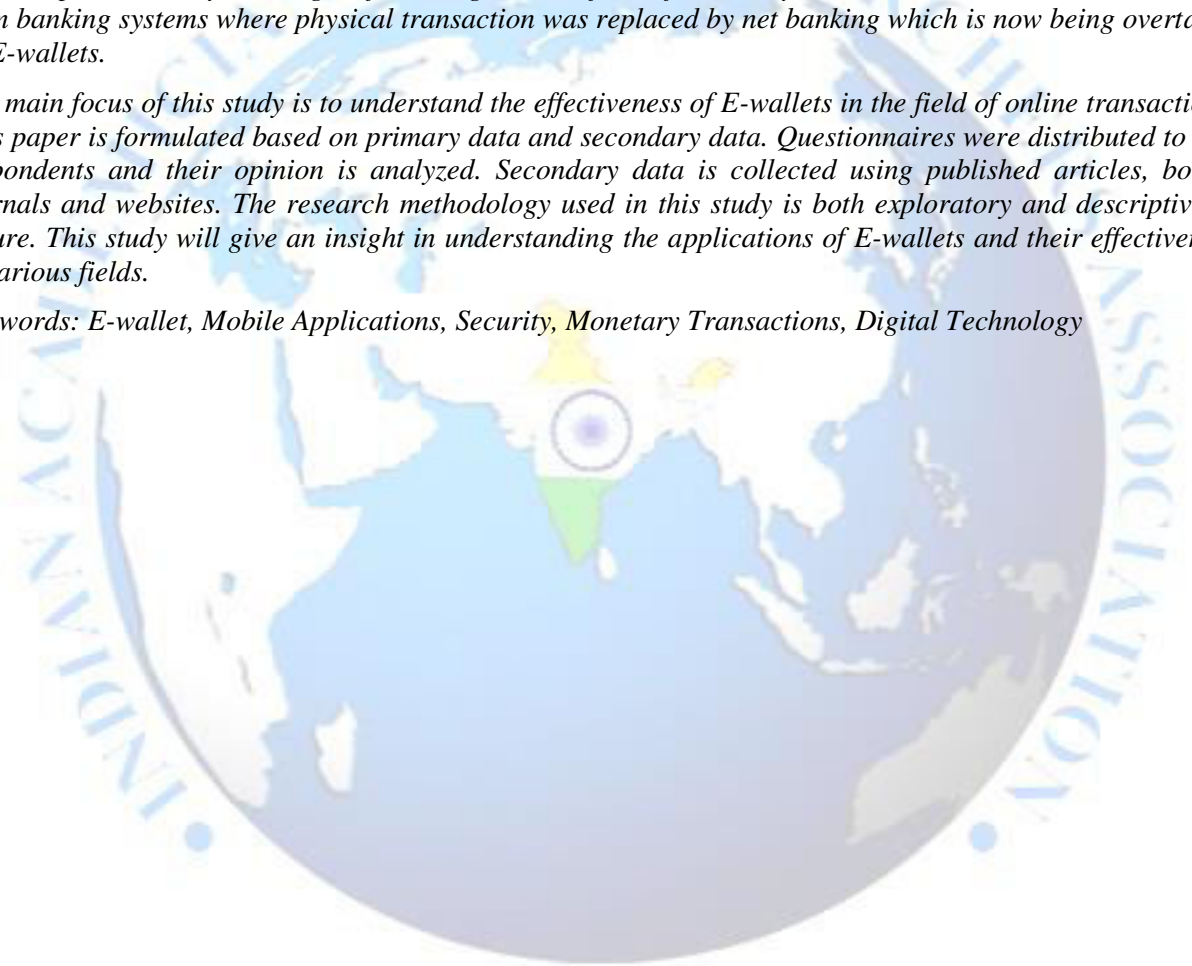 n banking systems where physical transaction was replaced by net banking which is now being overta
E-wallets.
main focus of this study is to understand the effectiveness of E-wallets in the field of online transactio
s paper is formulated based on primary data and secondary data. Questionnaires were distributed to
pondents and their opinion is analyzed. Secondary data is collected using published articles, bo
rnals and websites. The research methodology used in this study is both exploratory and descriptiv
ure. This study will give an insight in understanding the applications of E-wallets and their effectiven
arious fields.
words: E-wallet, Mobile Applications, Security, Monetary Transactions, Digital Technology
INDIAN ACADEMICI
CHERS ASSOCIATION